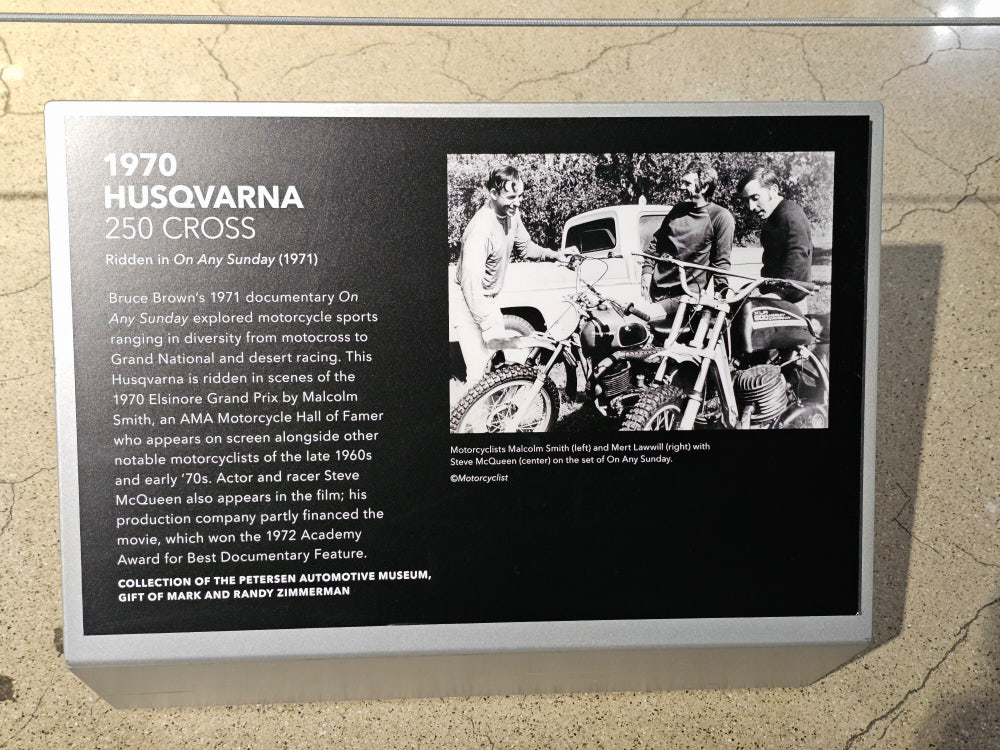 1970
HUSQVARNA
250 CROSS
Ridden in On Any Sunday (1971)
Bruce Brown's 1971 documentary On
Any Sunday explored motorcycle sports
ranging in diversity from motocross to
Grand National and desert racing. This
Husqvarna is ridden in scenes of the
1970 Elsinore Grand Prix by Malcolm
Smith, an AMA Motorcycle Hall of Famer
who appears on screen alongside other
notable motorcyclists of the late 1960s
and early '70s. Actor and racer Steve
McQueen also appears in the film; his
production company partly financed the
movie, which won the 1972 Academy
Award for Best Documentary Feature.
COLLECTION OF THE PETERSEN AUTOMOTIVE MUSEUM,
GIFT OF MARK AND RANDY ZIMMERMAN
Motorcyclists Malcolm Smith (left) and Mert Lawwill (right) with
Steve McQueen (center) on the set of On Any Sunday.
©Motorcyclist